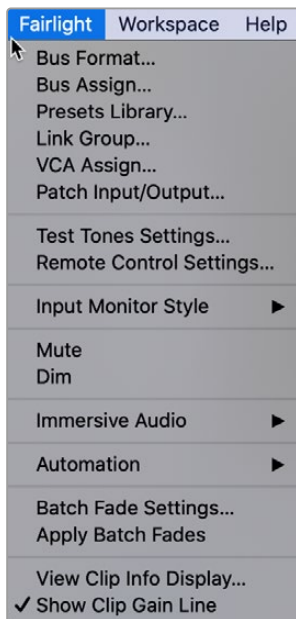 Fairlight Workspace Help
Bus Format...
Bus Assign...
Presets Library...
Link Group...
VCA Assign...
Patch Input/Output...
Test Tones Settings...
Remote Control Settings...
Input Monitor Style
Mute
Dim
Immersive Audio
Automation
Batch Fade Settings...
Apply Batch Fades
View Clip Info Display...
Show Clip Gain Line